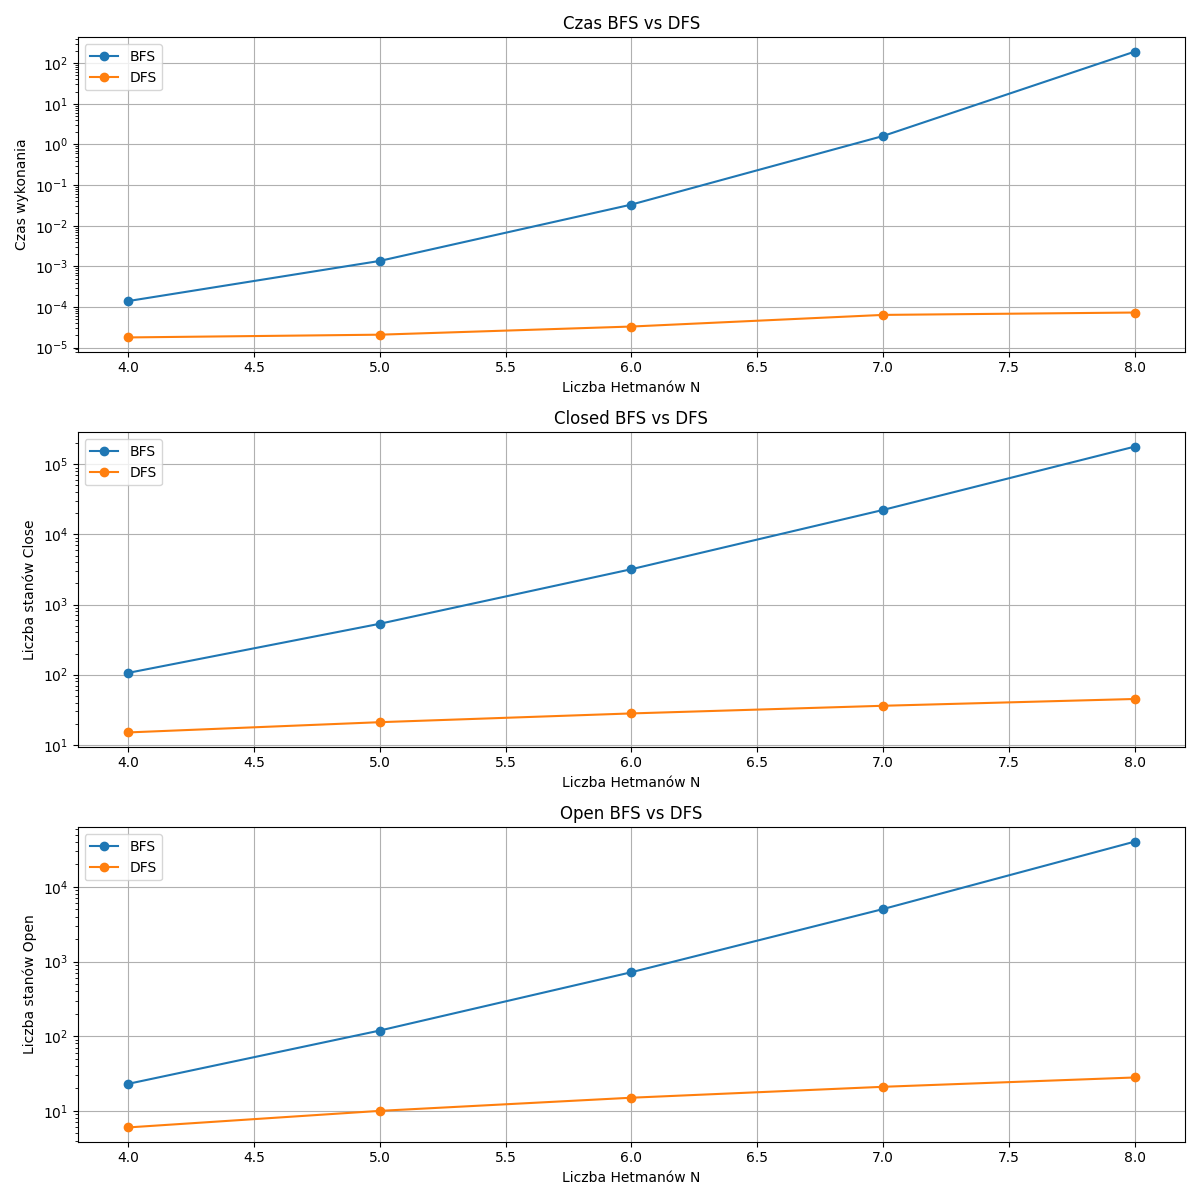 Czas BFS vs DFS
BFS
DFS
10²
10¹
10⁰
10⁻¹
10⁻²
10⁻³
10⁻⁴
10⁻⁵
Czas wykonania
4.0 4.5 5.0 5.5 6.0 6.5 7.0 7.5 8.0
Liczba Hetmanów N
Closed BFS vs DFS
BFS
DFS
10⁵
10⁴
10³
10²
10¹
Liczba stanów Close
4.0 4.5 5.0 5.5 6.0 6.5 7.0 7.5 8.0
Liczba Hetmanów N
Open BFS vs DFS
BFS
DFS
10⁴
10³
10²
10¹
Liczba stanów Open
4.0 4.5 5.0 5.5 6.0 6.5 7.0 7.5 8.0
Liczba Hetmanów N